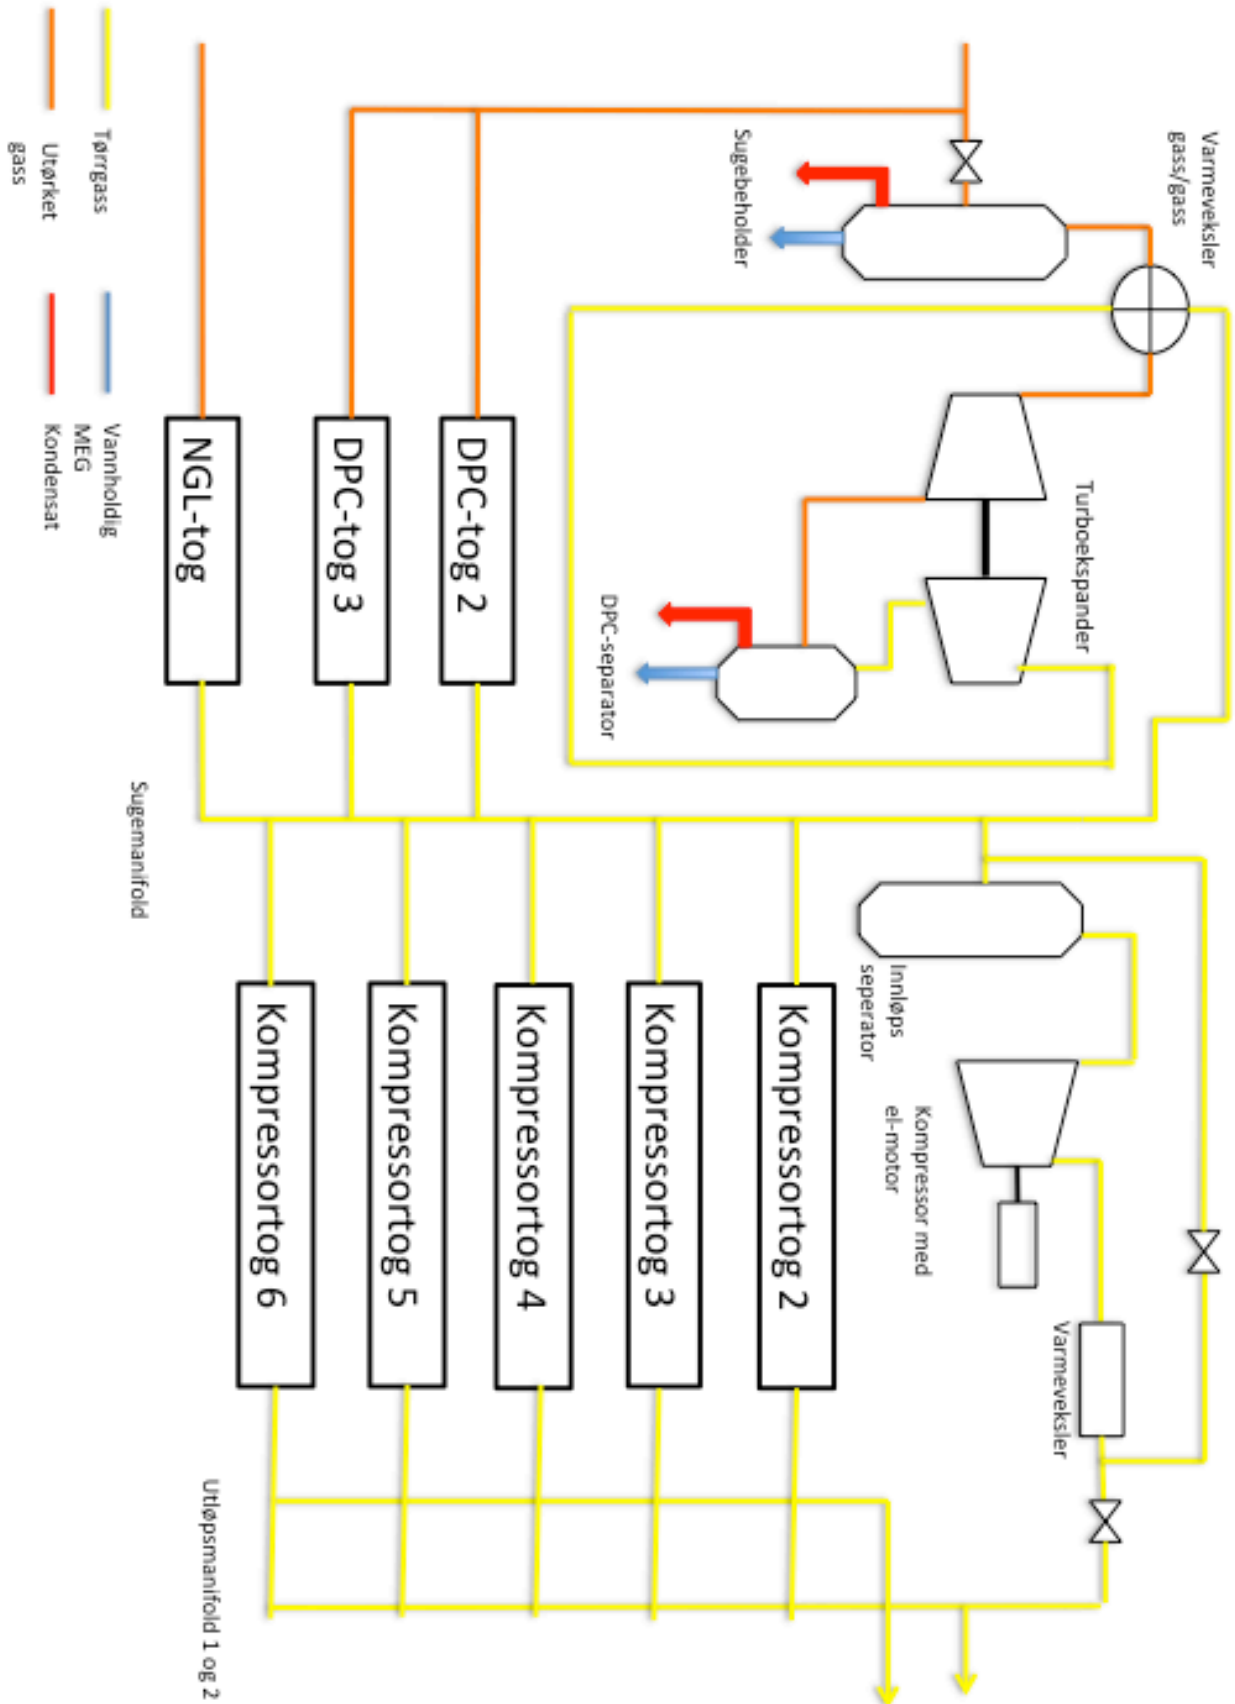 Varmeveksler
gass/gass
Sugebeholder
Turboekspander
DPC-separator
DPC-tog 2
DPC-tog 3
NGL-tog
Sugemanifold
Innløps
seperator
Kompressor med
el-motor
Varmeveksler
Kompressortog 2
Kompressortog 3
Kompressortog 4
Kompressortog 5
Kompressortog 6
Utløpsmanifold 1 og 2
Tørrgass
Utørket
gass
Vannholdig
MEG
Kondensat